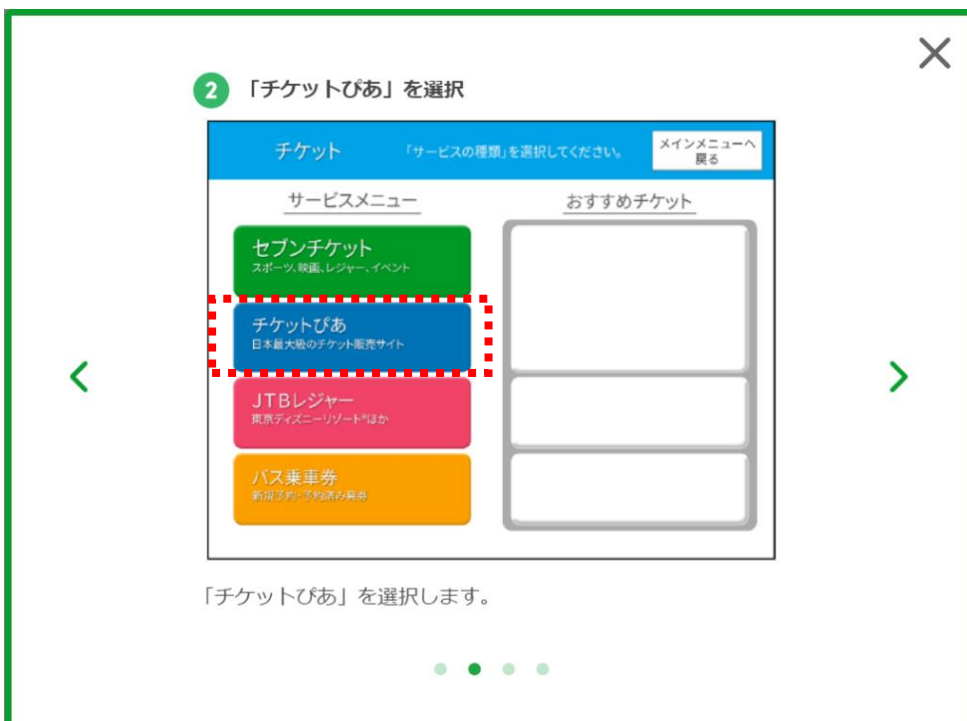 2 「チケットぴあ」を選択
チケット 「サービスの種類」を選択してください。 メインメニューへ
戻る
サービスメニュー
おすすめチケット
セブンチケット
スポーツ、映画、レジャー、イベント
チケットぴあ
日本最大級のチケット販売サイト
JTBレジャー
東京ディズニーリゾート®ほか
バス乗車券
新規予約・予約済み発券
「チケットぴあ」を選択します。